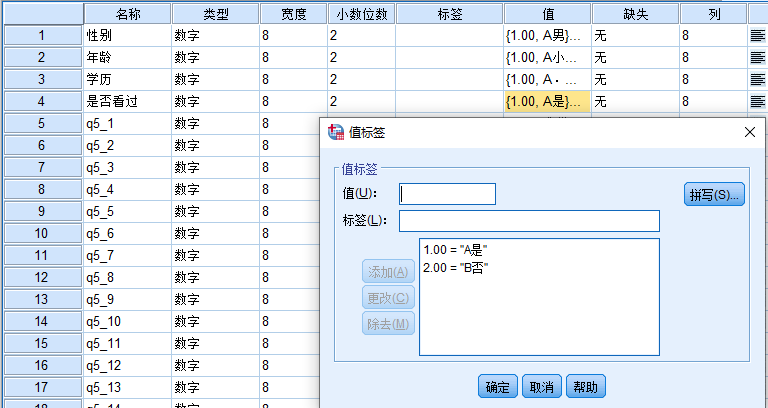 名称 类型 宽度 小数位数 标签 值 缺失 列
1 性别 数字 8 2 {1.00, A男}... 无 8
2 年龄 数字 8 2 {1.00, A小... 无 8
3 学历 数字 8 2 {1.00, A·... 无 8
4 是否看过 数字 8 2 {1.00, A是}... 无 8
5 q5_1 数字 8
6 q5_2 数字 8
7 q5_3 数字 8
8 q5_4 数字 8
9 q5_5 数字 8
10 q5_6 数字 8
11 q5_7 数字 8
12 q5_8 数字 8
13 q5_9 数字 8
14 q5_10 数字 8
15 q5_11 数字 8
16 q5_12 数字 8
17 q5_13 数字 8
值标签
值标签
值(U):
拼写(S)...
标签(L):
1.00 = "A是"
2.00 = "B否"
添加(A)
更改(C)
除去(M)
确定 取消 帮助